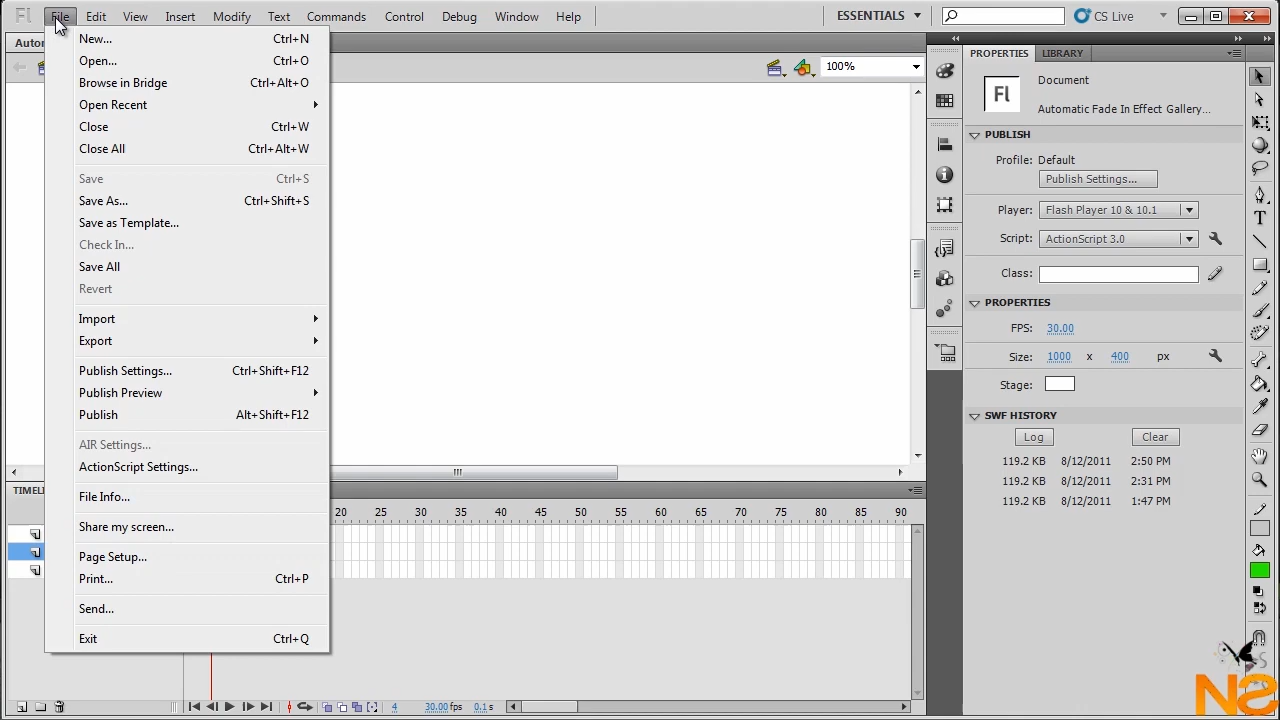 Fl File Edit View Insert Modify Text Commands Control Debug Window Help ESSENTIALS CS Live
Autom
100%
New... Ctrl+N
Open... Ctrl+O
Browse in Bridge Ctrl+Alt+O
Open Recent
Close Ctrl+W
Close All Ctrl+Alt+W
Save Ctrl+S
Save As... Ctrl+Shift+S
Save as Template...
Check In...
Save All
Revert
Import
Export
Publish Settings... Ctrl+Shift+F12
Publish Preview
Publish Alt+Shift+F12
AIR Settings...
ActionScript Settings...
File Info...
Share my screen...
Page Setup...
Print... Ctrl+P
Send...
Exit Ctrl+Q
PROPERTIES LIBRARY
Fl Document
Automatic Fade In Effect Gallery...
PUBLISH
Profile: Default
Publish Settings...
Player: Flash Player 10 & 10.1
Script: ActionScript 3.0
Class:
PROPERTIES
FPS: 30.00
Size: 1000 x 400 px
Stage:
SWF HISTORY
Log Clear
119.2 KB 8/12/2011 2:50 PM
119.2 KB 8/12/2011 2:31 PM
119.2 KB 8/12/2011 1:47 PM
TIMELI
20 25 30 35 40 45 50 55 60 65 70 75 80 85 90
4 30.00 fps 0.1 s
NS